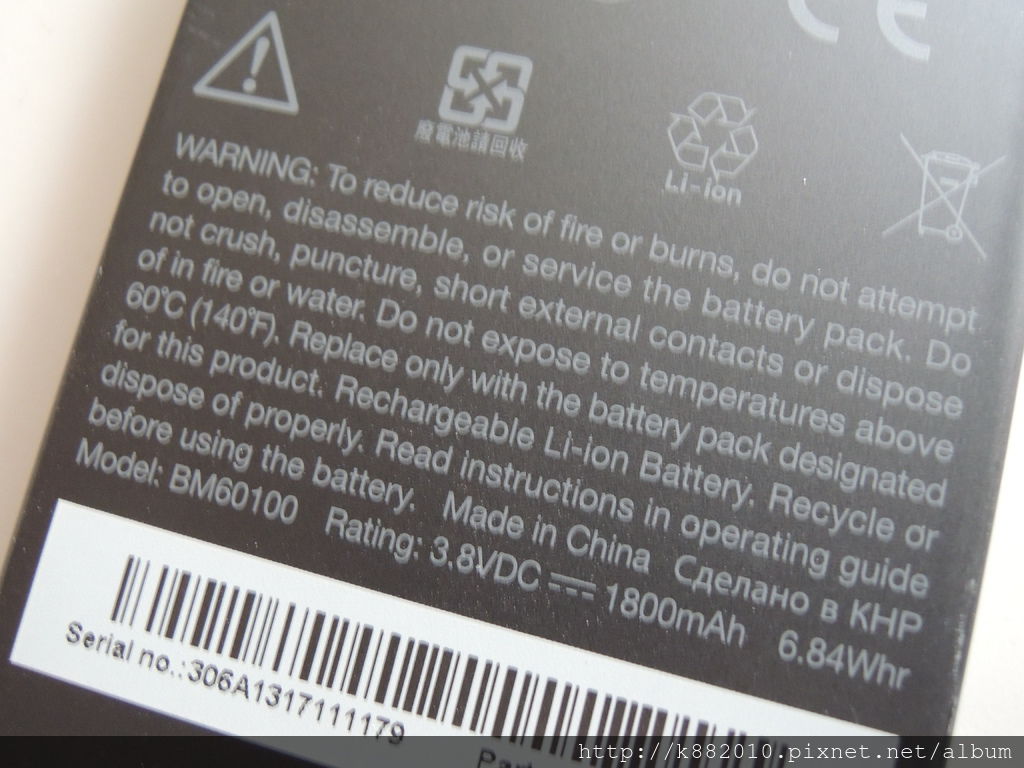 CE
廢電池請回收
Li-ion
WARNING: To reduce risk of fire or burns, do not attempt
to open, disassemble, or service the battery pack. Do
not crush, puncture, short external contacts or dispose
of in fire or water. Do not expose to temperatures above
60℃ (140℉). Replace only with the battery pack designated
for this product. Rechargeable Li-ion Battery. Recycle or
dispose of properly. Read instructions in operating guide
before using the battery. Made in China Сделано в КНР
Model: BM60100 Rating: 3.8VDC ⎓ 1800mAh 6.84Whr
Serial no.:306A1317111179
http://k882010.pixnet.net/album